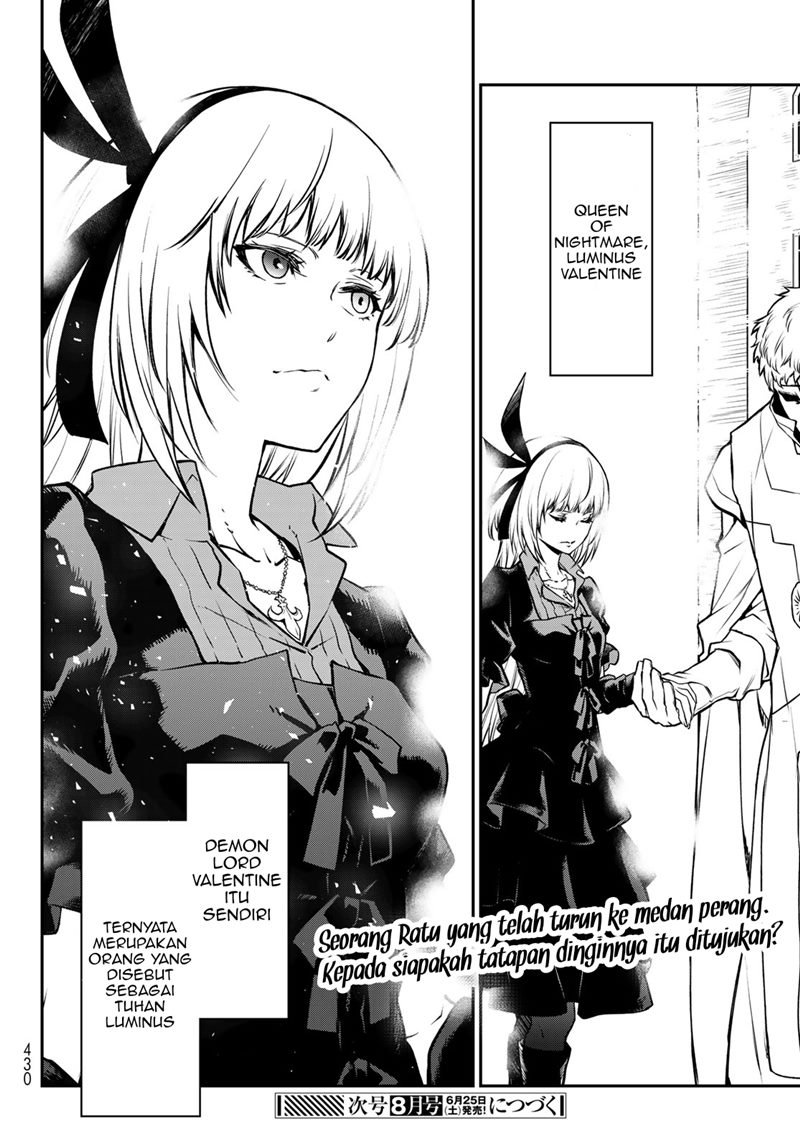 QUEEN
OF
NIGHTMARE,
LUMINUS
VALENTINE
DEMON
LORD
VALENTINE
ITU
SENDIRI
TERNYATA
MERUPAKAN
ORANG YANG
DISEBUT
SEBAGAI
TUHAN
LUMINUS
Seorang Ratu yang telah turun ke medan perang.
Kepada siapakah tatapan dinginnya itu ditujukan?
430
次号8月号6月25日(土)発売!につづく